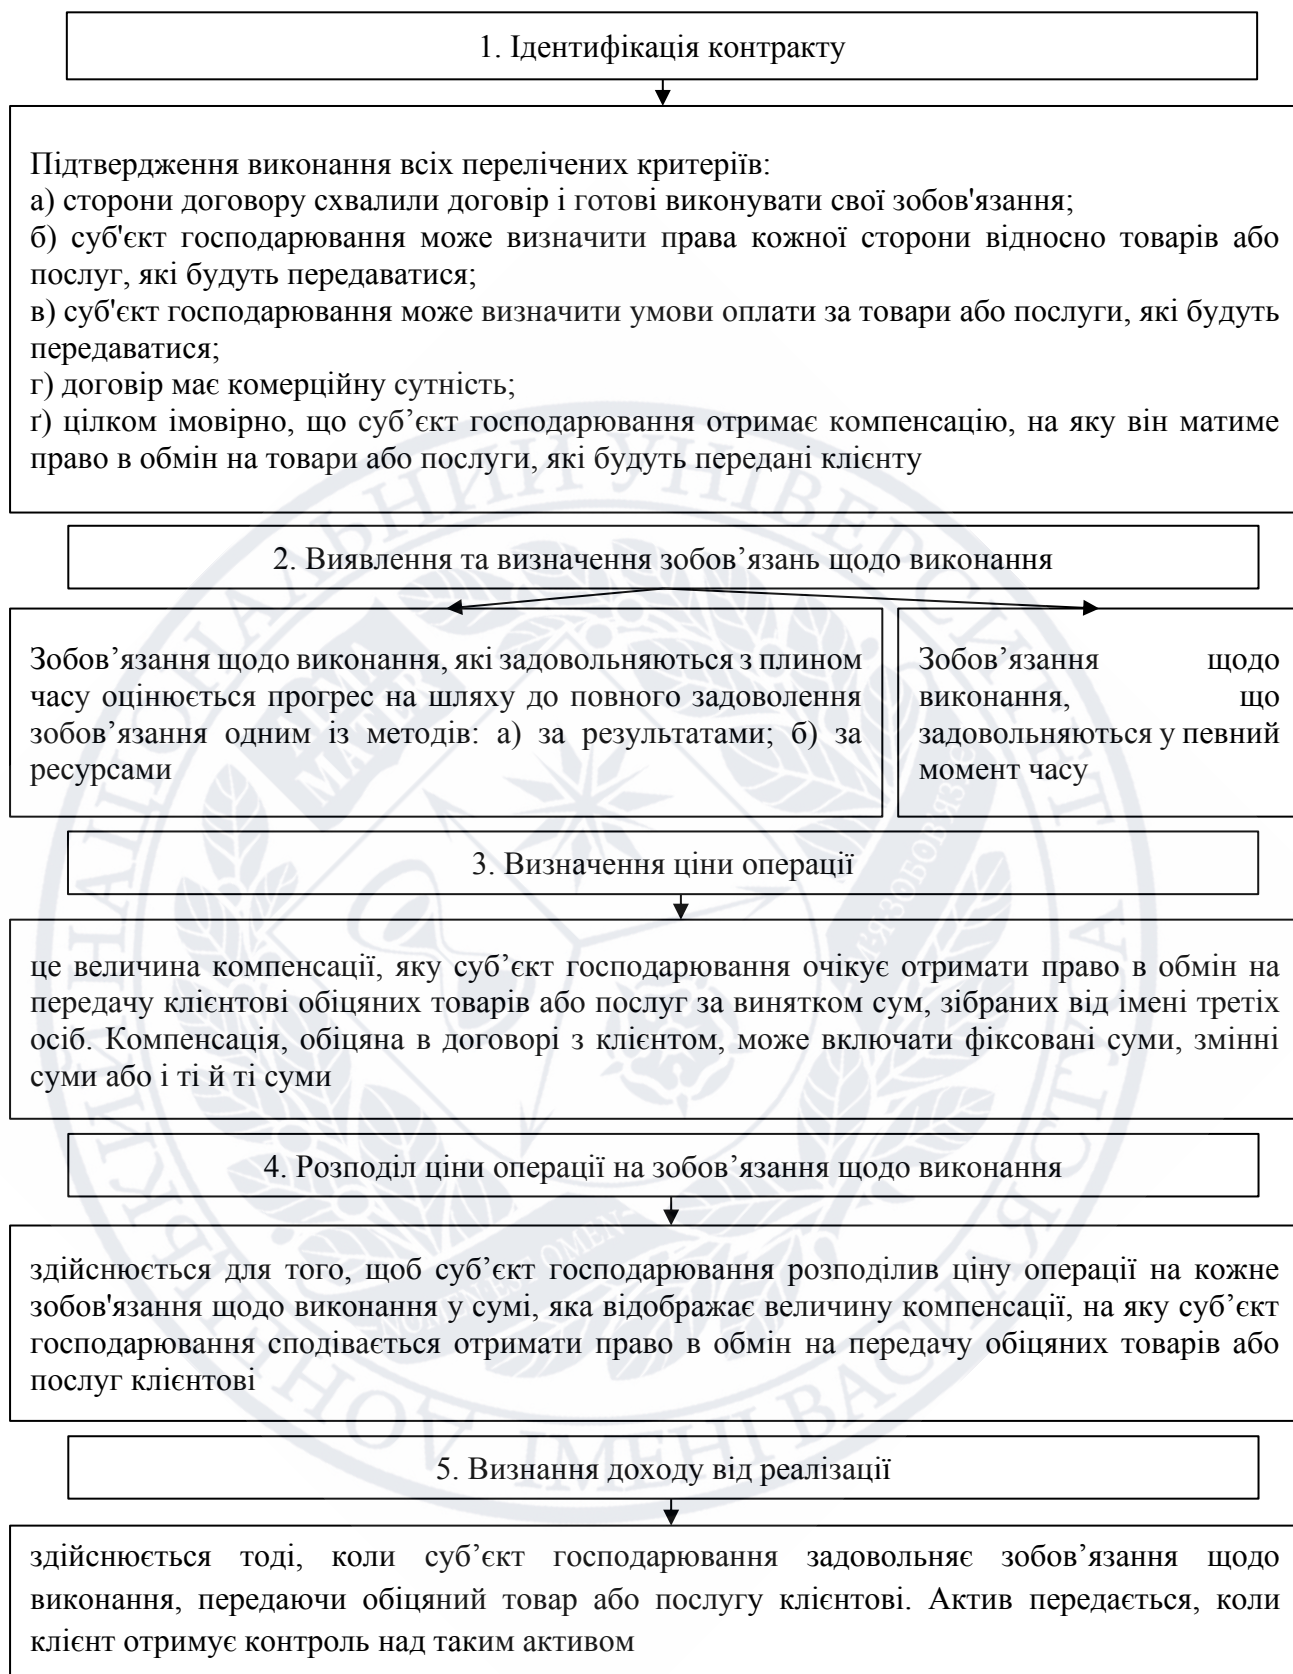 1. Ідентифікація контракту
Підтвердження виконання всіх перелічених критеріїв:
а) сторони договору схвалили договір і готові виконувати свої зобов'язання;
б) суб'єкт господарювання може визначити права кожної сторони відносно товарів або
послуг, які будуть передаватися;
в) суб'єкт господарювання може визначити умови оплати за товари або послуги, які будуть
передаватися;
г) договір має комерційну сутність;
ґ) цілком імовірно, що суб’єкт господарювання отримає компенсацію, на яку він матиме
право в обмін на товари або послуги, які будуть передані клієнту
2. Виявлення та визначення зобов’язань щодо виконання
Зобов’язання щодо виконання, які задовольняються з плином
часу оцінюється прогрес на шляху до повного задоволення
зобов’язання одним із методів: а) за результатами; б) за
ресурсами
Зобов’язання щодо
виконання, що
задовольняються у певний
момент часу
3. Визначення ціни операції
це величина компенсації, яку суб’єкт господарювання очікує отримати право в обмін на
передачу клієнтові обіцяних товарів або послуг за винятком сум, зібраних від імені третіх
осіб. Компенсація, обіцяна в договорі з клієнтом, може включати фіксовані суми, змінні
суми або і ті й ті суми
4. Розподіл ціни операції на зобов’язання щодо виконання
здійснюється для того, щоб суб’єкт господарювання розподілив ціну операції на кожне
зобов'язання щодо виконання у сумі, яка відображає величину компенсації, на яку суб’єкт
господарювання сподівається отримати право в обмін на передачу обіцяних товарів або
послуг клієнтові
5. Визнання доходу від реалізації
здійснюється тоді, коли суб’єкт господарювання задовольняє зобов’язання щодо
виконання, передаючи обіцяний товар або послугу клієнтові. Актив передається, коли
клієнт отримує контроль над таким активом
ALMA
MATER
NOMEN EST OMEN